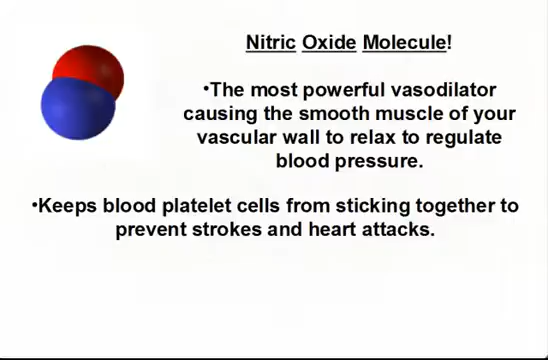 Nitric Oxide Molecule!
•The most powerful vasodilator
causing the smooth muscle of your
vascular wall to relax to regulate
blood pressure.
•Keeps blood platelet cells from sticking together to
prevent strokes and heart attacks.